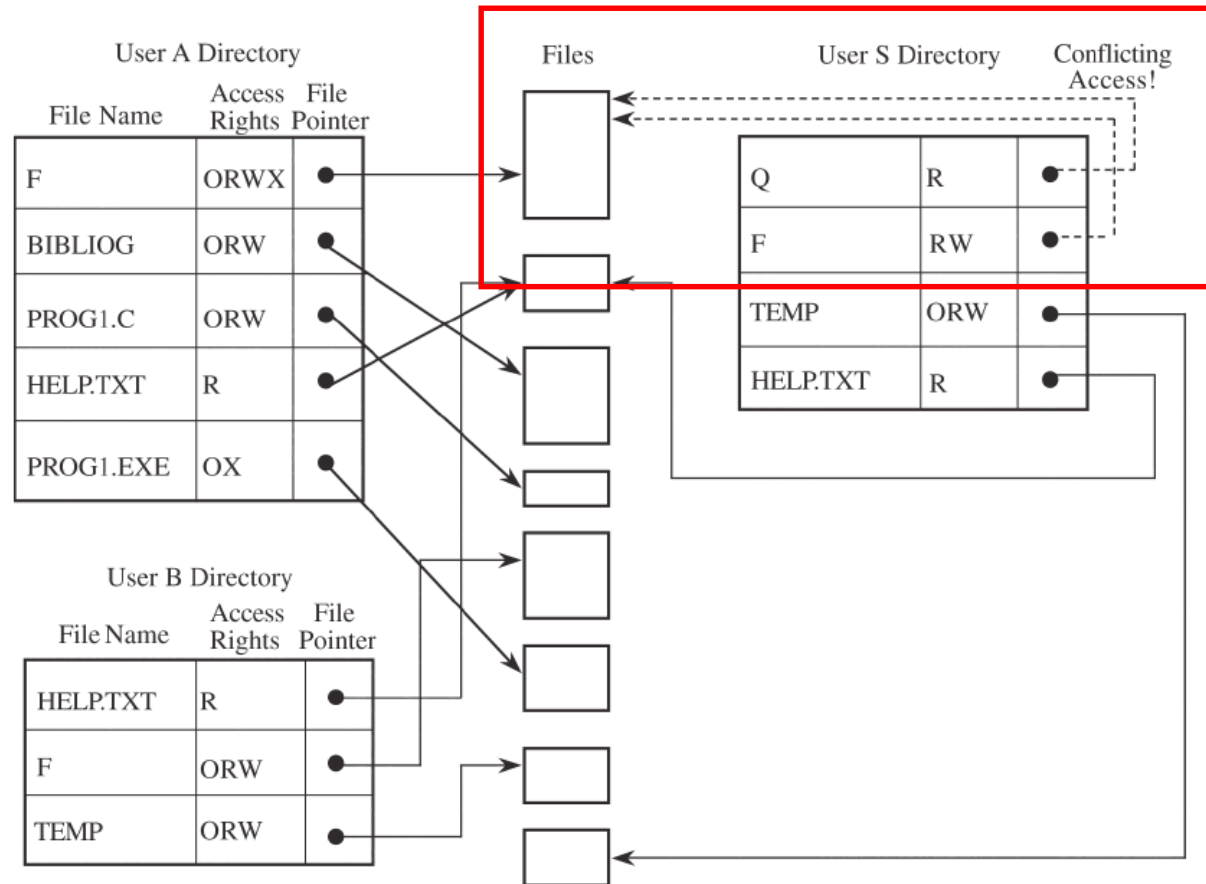 User A Directory
File Name Access Rights File Pointer
F ORWX
BIBLIOG ORW
PROG1.C ORW
HELP.TXT R
PROG1.EXE OX
User B Directory
File Name Access Rights File Pointer
HELP.TXT R
F ORW
TEMP ORW
Files
User S Directory
Conflicting
Access!
Q R
F RW
TEMP ORW
HELP.TXT R